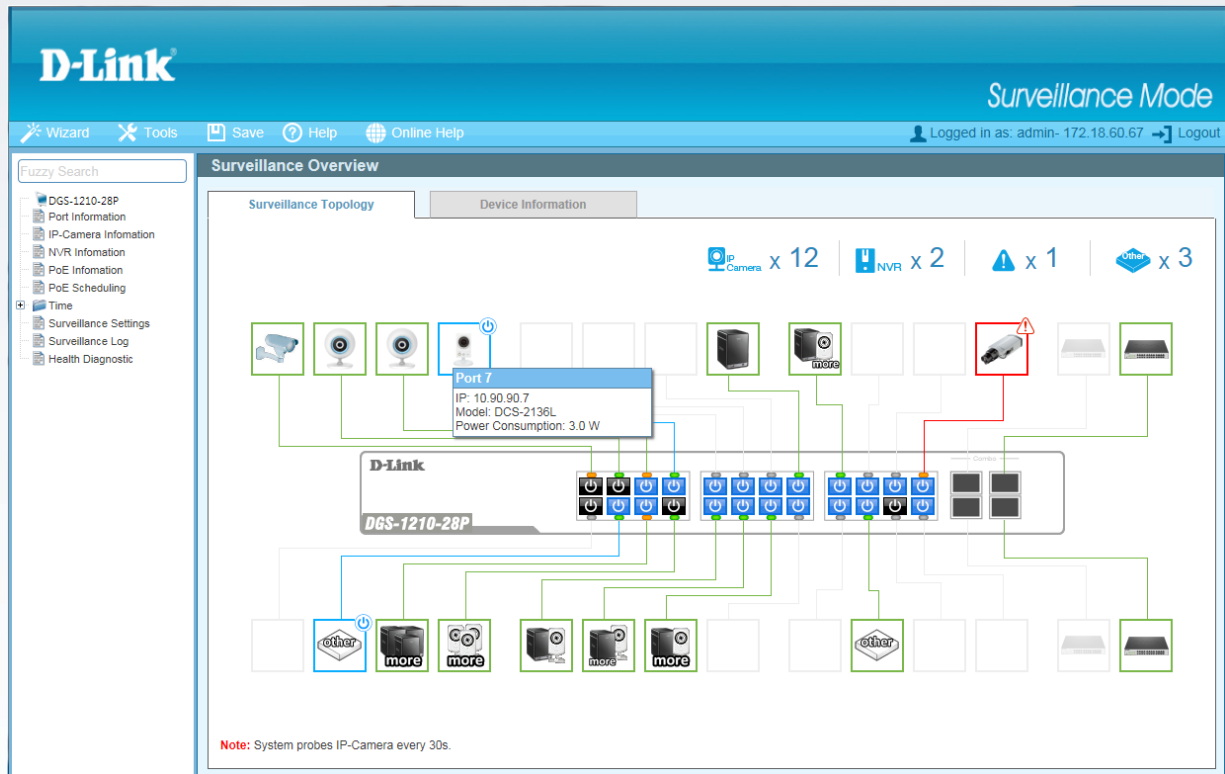 D-Link
Surveillance Mode
Wizard Tools Save Help Online Help Logged in as: admin- 172.18.60.67 Logout
Fuzzy Search
DGS-1210-28P
Port Information
IP-Camera Infomation
NVR Infomation
PoE Infomation
PoE Scheduling
Time
Surveillance Settings
Surveillance Log
Health Diagnostic
Surveillance Overview
Surveillance Topology Device Information
IP Camera x 12 NVR x 2 x 1 Other x 3
more
Port 7
IP: 10.90.90.7
Model: DCS-2136L
Power Consumption: 3.0 W
D-Link
Combo
DGS-1210-28P
other more more more more other
Note: System probes IP-Camera every 30s.